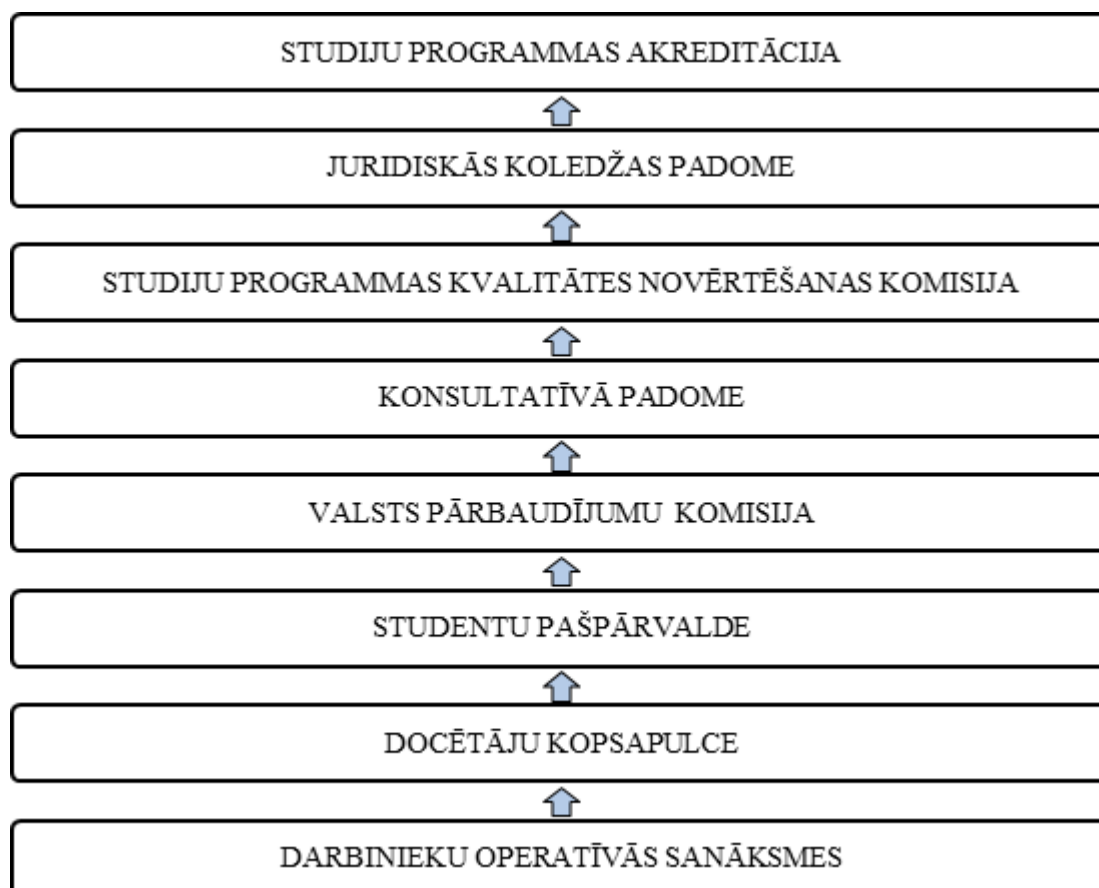 STUDIJU PROGRAMMAS AKREDITĀCIJA
JURIDISKĀS KOLEDŽAS PADOME
STUDIJU PROGRAMMAS KVALITĀTES NOVĒRTĒŠANAS KOMISIJA
KONSULTATĪVĀ PADOME
VALSTS PĀRBAUDĪJUMU KOMISIJA
STUDENTU PAŠPĀRVALDE
DOCĒTĀJU KOPSAPULCE
DARBINIEKU OPERATĪVĀS SANĀKSMES